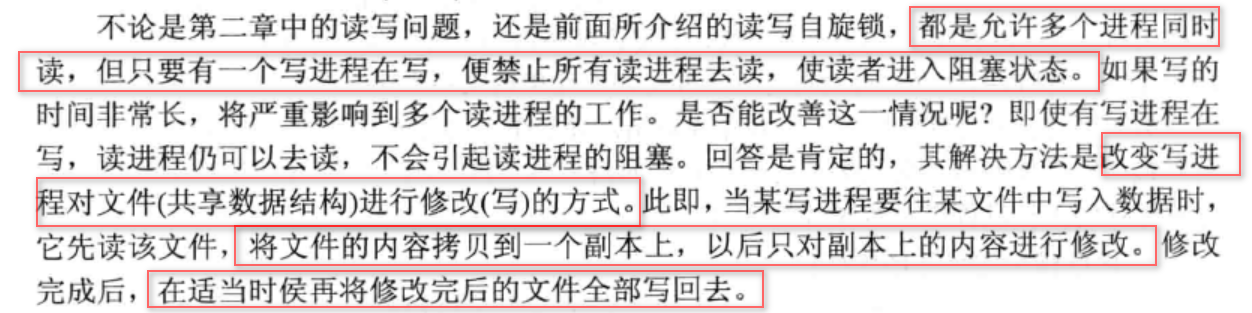 不论是第二章中的读写问题，还是前面所介绍的读写自旋锁，都是允许多个进程同时
读，但只要有一个写进程在写，便禁止所有读进程去读，使读者进入阻塞状态。如果写的
时间非常长，将严重影响到多个读进程的工作。是否能改善这一情况呢？即使有写进程在
写，读进程仍可以去读，不会引起读进程的阻塞。回答是肯定的，其解决方法是改变写进
程对文件(共享数据结构)进行修改(写)的方式。此即，当某写进程要往某文件中写入数据时，
它先读该文件，将文件的内容拷贝到一个副本上，以后只对副本上的内容进行修改。修改
完成后，在适当时侯再将修改完后的文件全部写回去。